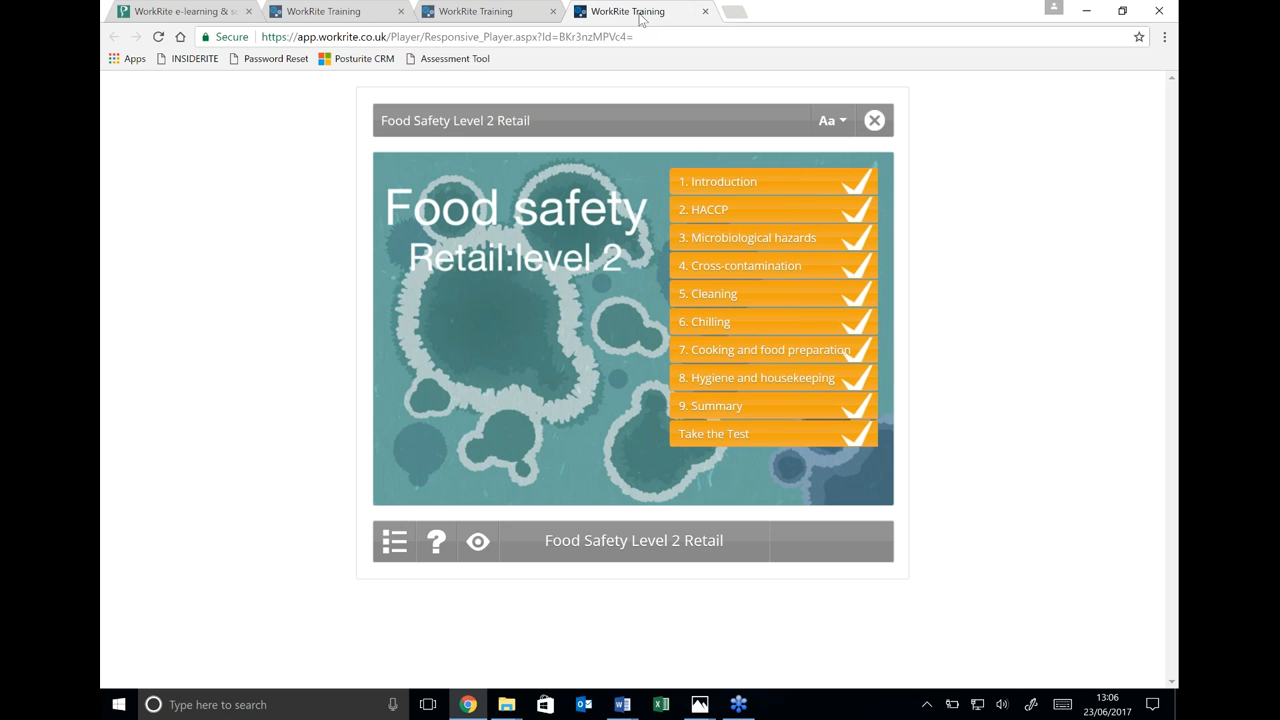 WorkRite e-learning & s
WorkRite Training
WorkRite Training
WorkRite Training
Secure
https://app.workrite.co.uk/Player/Responsive_Player.aspx?Id=BKr3nzMPVc4=
Apps
INSIDERITE
Password Reset
Posturite CRM
Assessment Tool
Food Safety Level 2 Retail
Aa
Food safety
Retail:level 2
1. Introduction
2. HACCP
3. Microbiological hazards
4. Cross-contamination
5. Cleaning
6. Chilling
7. Cooking and food preparation
8. Hygiene and housekeeping
9. Summary
Take the Test
?
Food Safety Level 2 Retail
Type here to search
13:06
23/06/2017